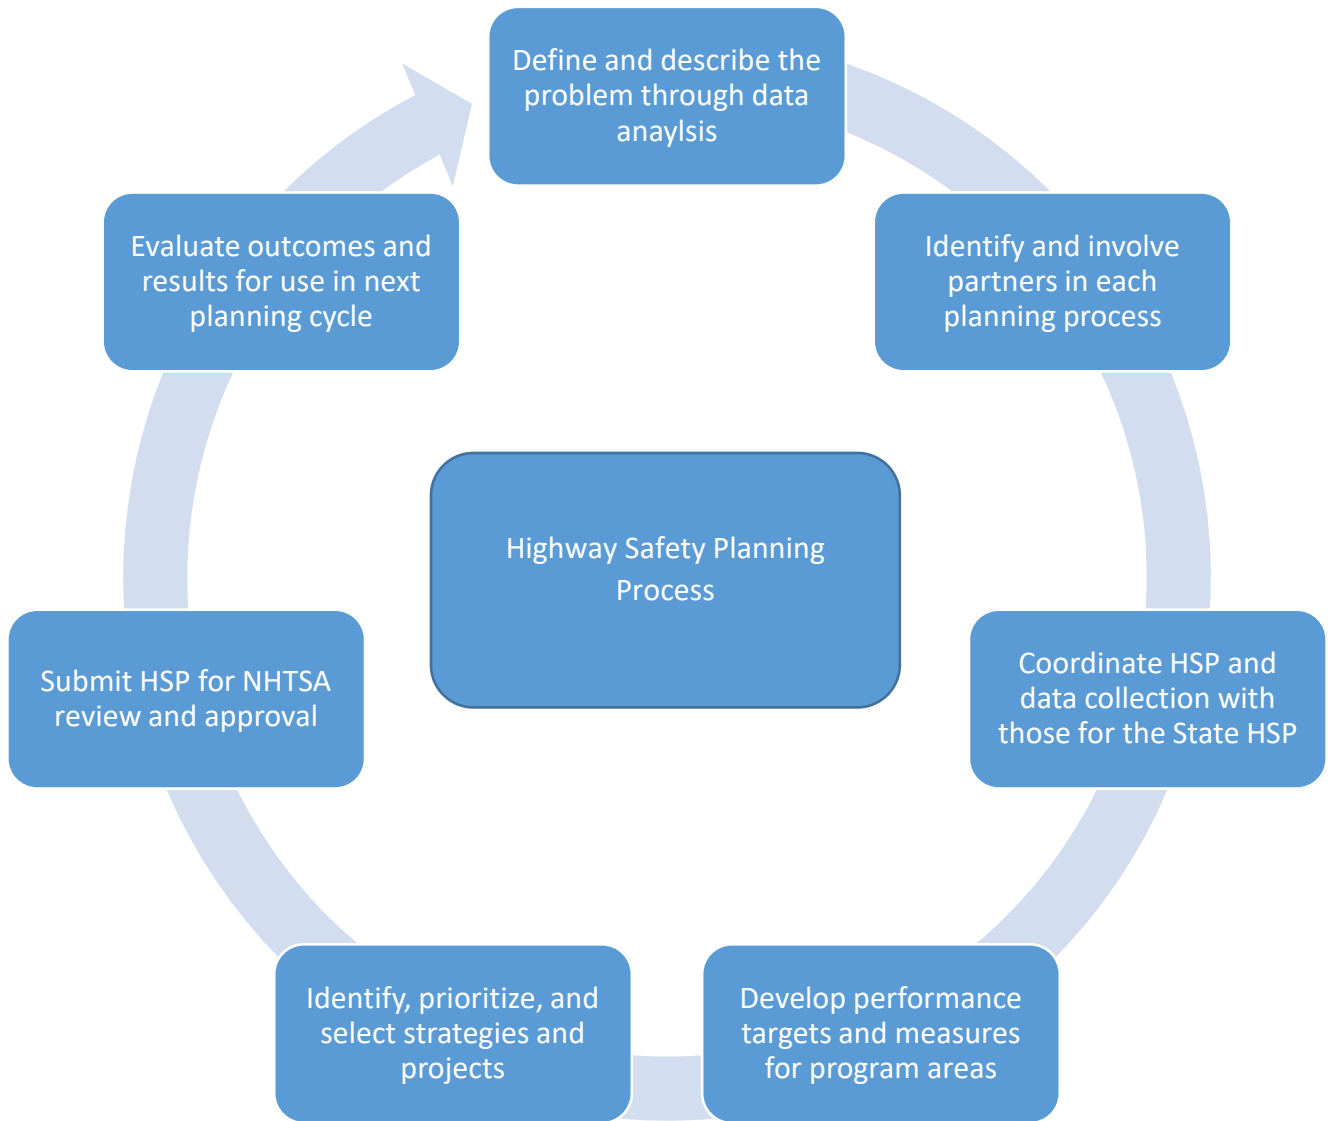 Define and describe the
problem through data
anaylsis
Identify and involve
partners in each
planning process
Coordinate HSP and
data collection with
those for the State HSP
Develop performance
targets and measures
for program areas
Identify, prioritize, and
select strategies and
projects
Submit HSP for NHTSA
review and approval
Evaluate outcomes and
results for use in next
planning cycle
Highway Safety Planning
Process